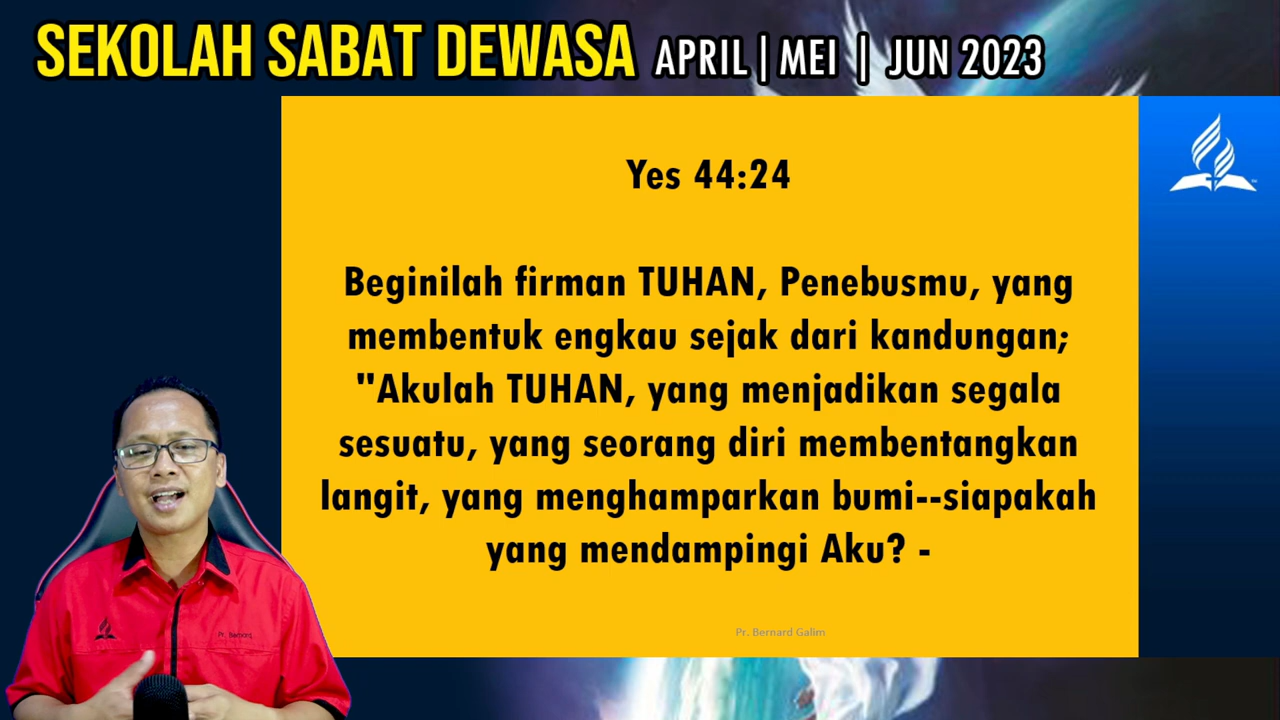 SEKOLAH SABAT DEWASA APRIL | MEI | JUN 2023
Yes 44:24
Beginilah firman TUHAN, Penebusmu, yang
membentuk engkau sejak dari kandungan;
"Akulah TUHAN, yang menjadikan segala
sesuatu, yang seorang diri membentangkan
langit, yang menghamparkan bumi--siapakah
yang mendampingi Aku? -
Pr. Bernard Galim
Pr. Bernard